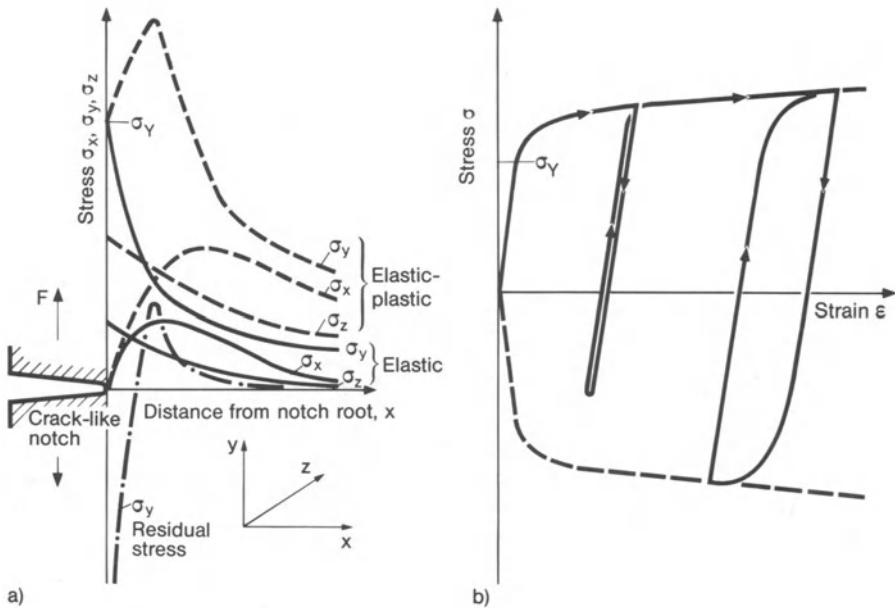 Stress σx, σy, σz
σY
F
σy
σx
σz
Elastic-
plastic
σy
σx
σz
Elastic
Crack-like
notch
Distance from notch root, x
y
z
x
σy
Residual
stress
a)
Stress σ
σY
Strain ε
b)